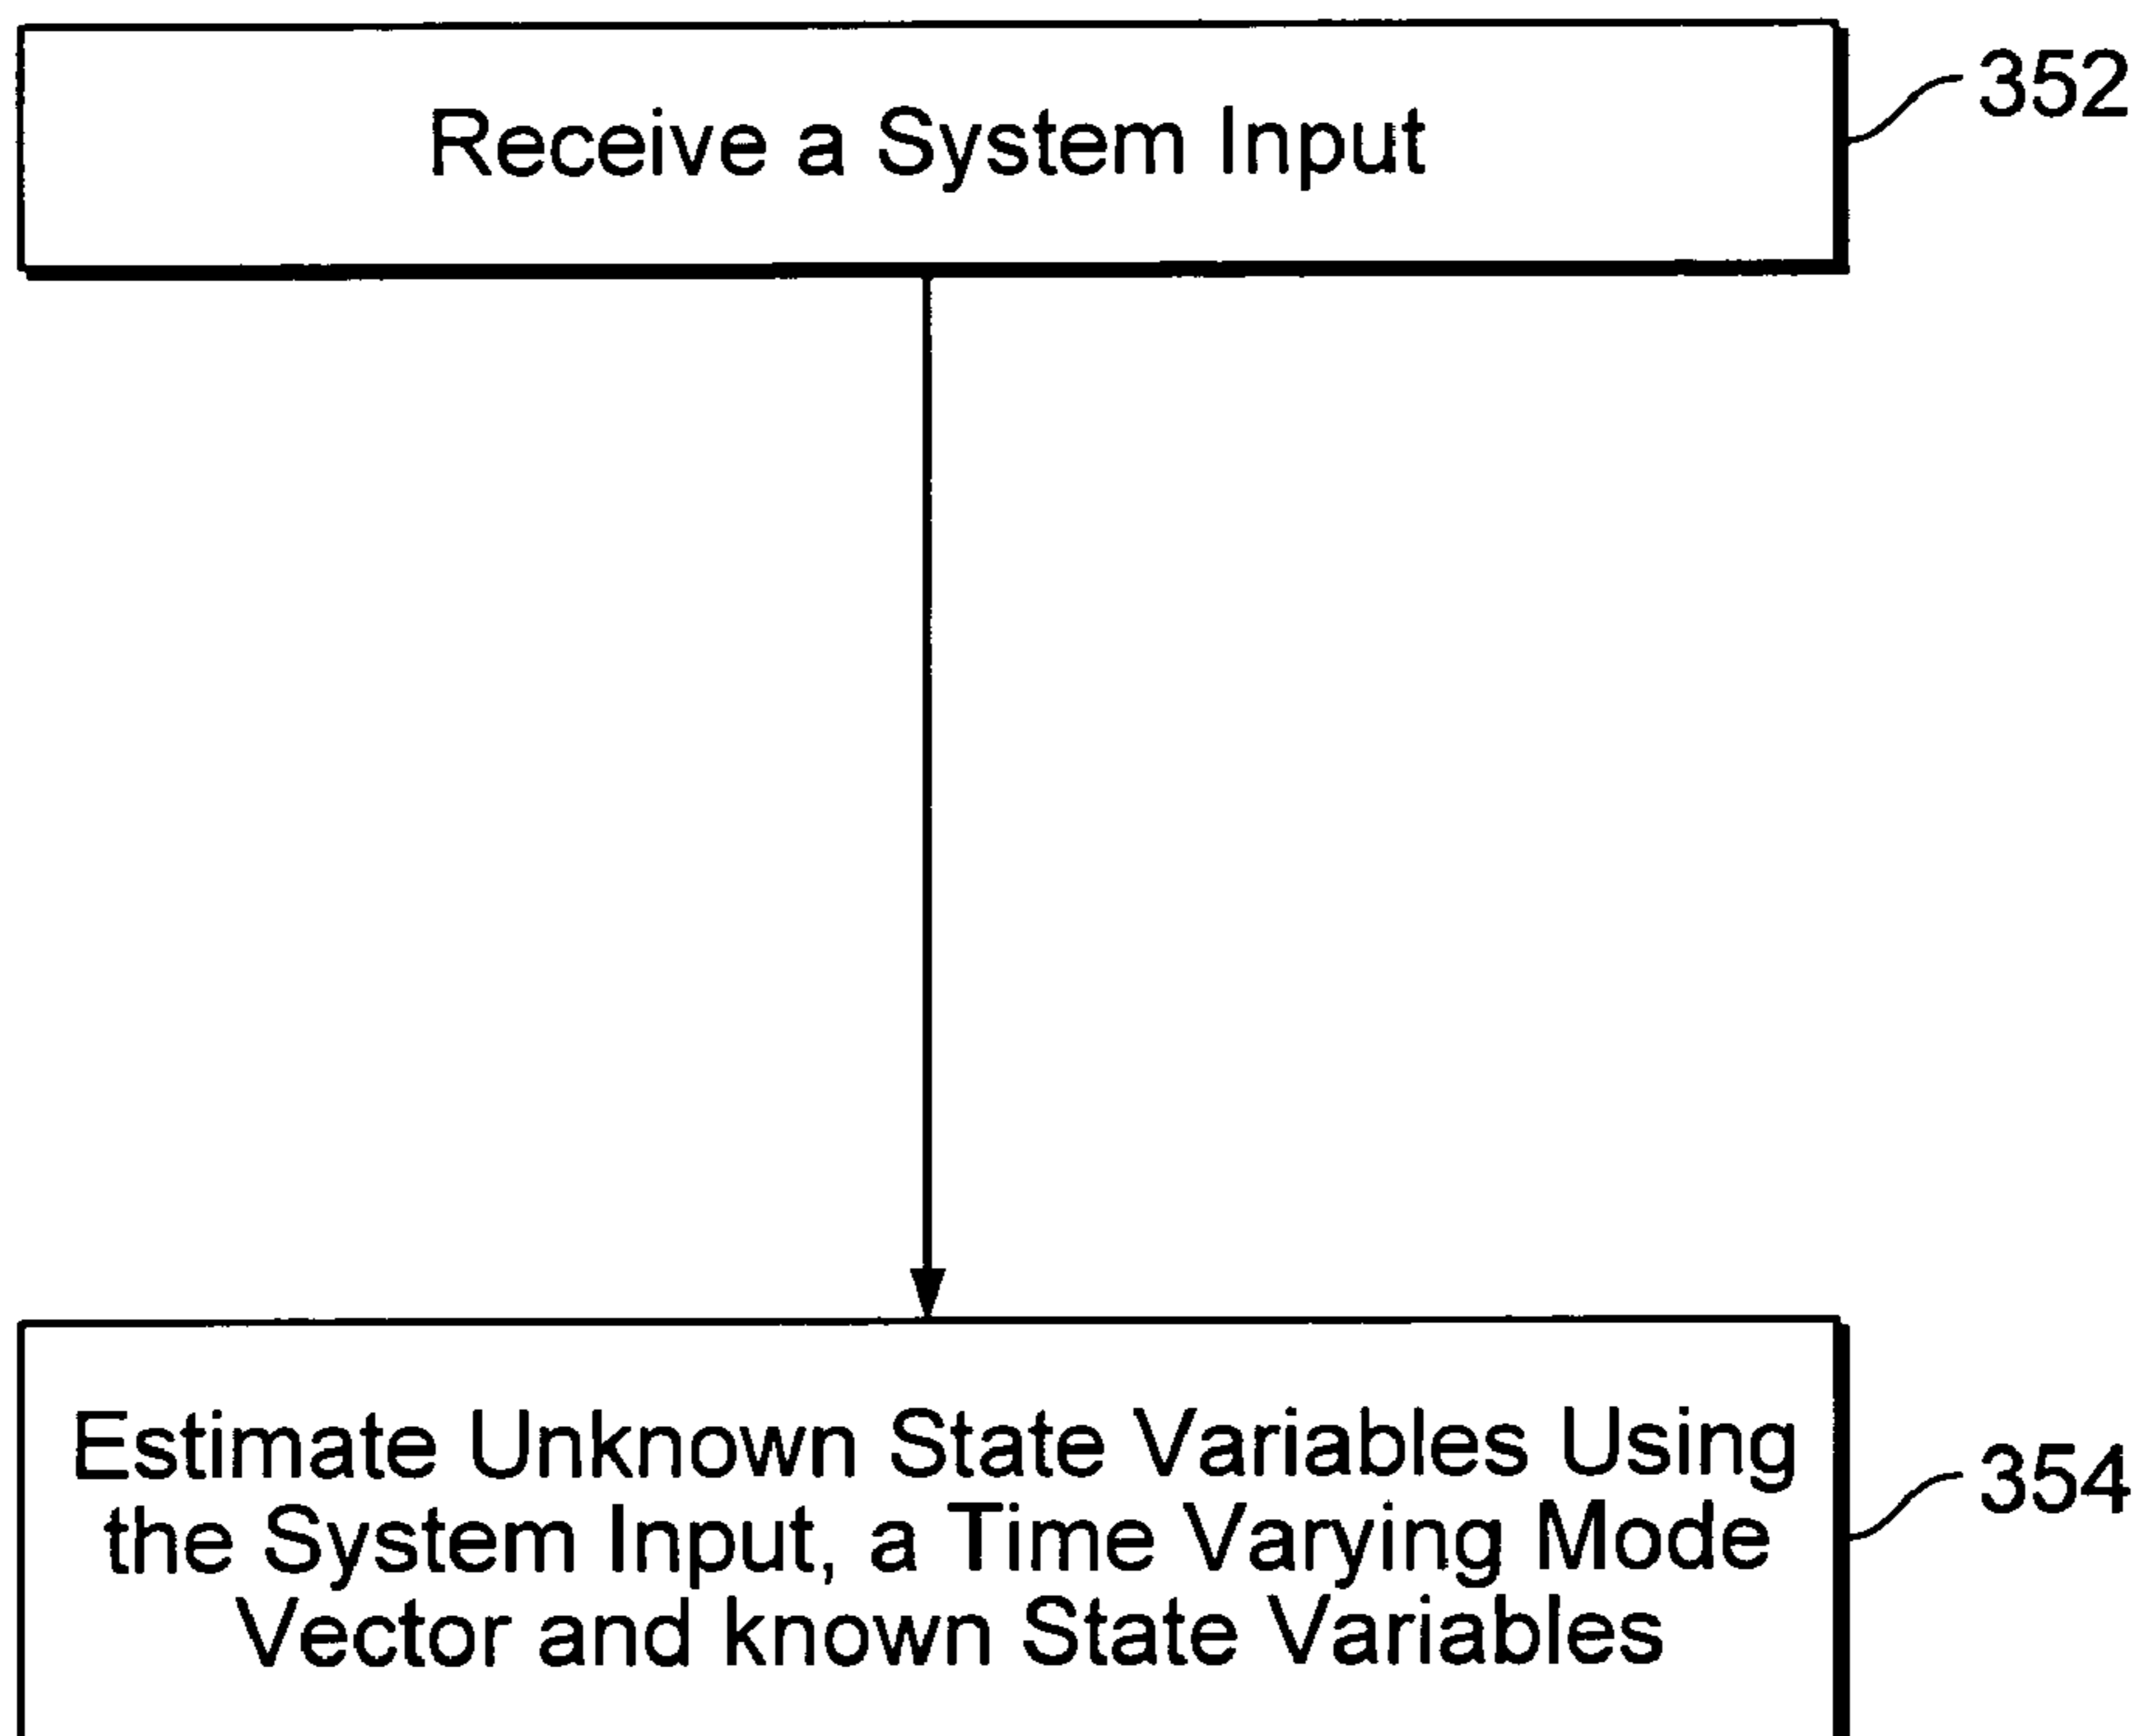 Receive a System Input
352
Estimate Unknown State Variables Using
the System Input, a Time Varying Mode
Vector and known State Variables
354